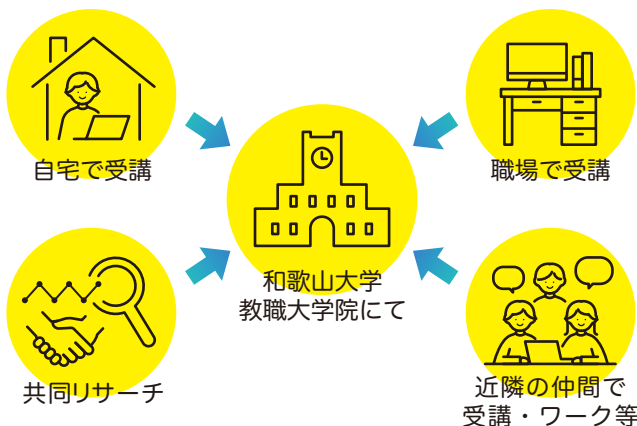 自宅で受講
職場で受講
和歌山大学
教職大学院にて
共同リサーチ
近隣の仲間で
受講・ワーク等